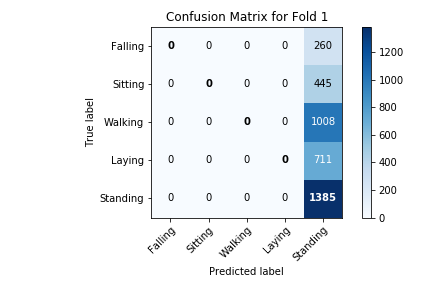 Confusion Matrix for Fold 1
True label
Falling 0 0 0 0 260
Sitting 0 0 0 0 445
Walking 0 0 0 0 1008
Laying 0 0 0 0 711
Standing 0 0 0 0 1385
Falling Sitting Walking Laying Standing
Predicted label
1200
1000
800
600
400
200
0